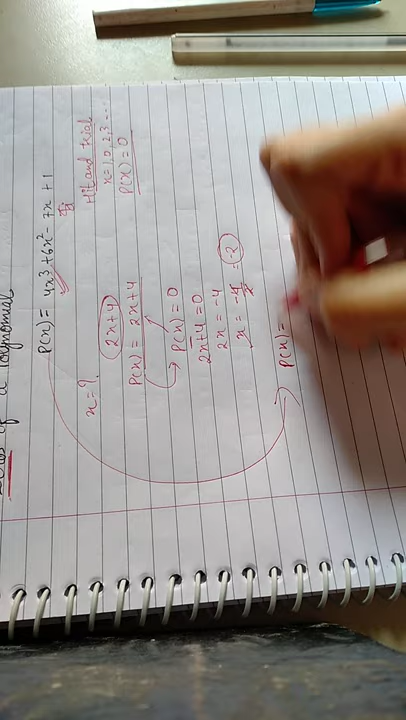 of a Polynomial
P(x) = 4x³ + 6x² - 7x + 1
Hit and trial
x = 1, 0, 2, 3 ...
P(x) = 0
x = ?
2x+4
P(x) = 2x+4
P(x) = 0
2x+4 = 0
2x = -4
x = -4/2 = -2
P(x) =